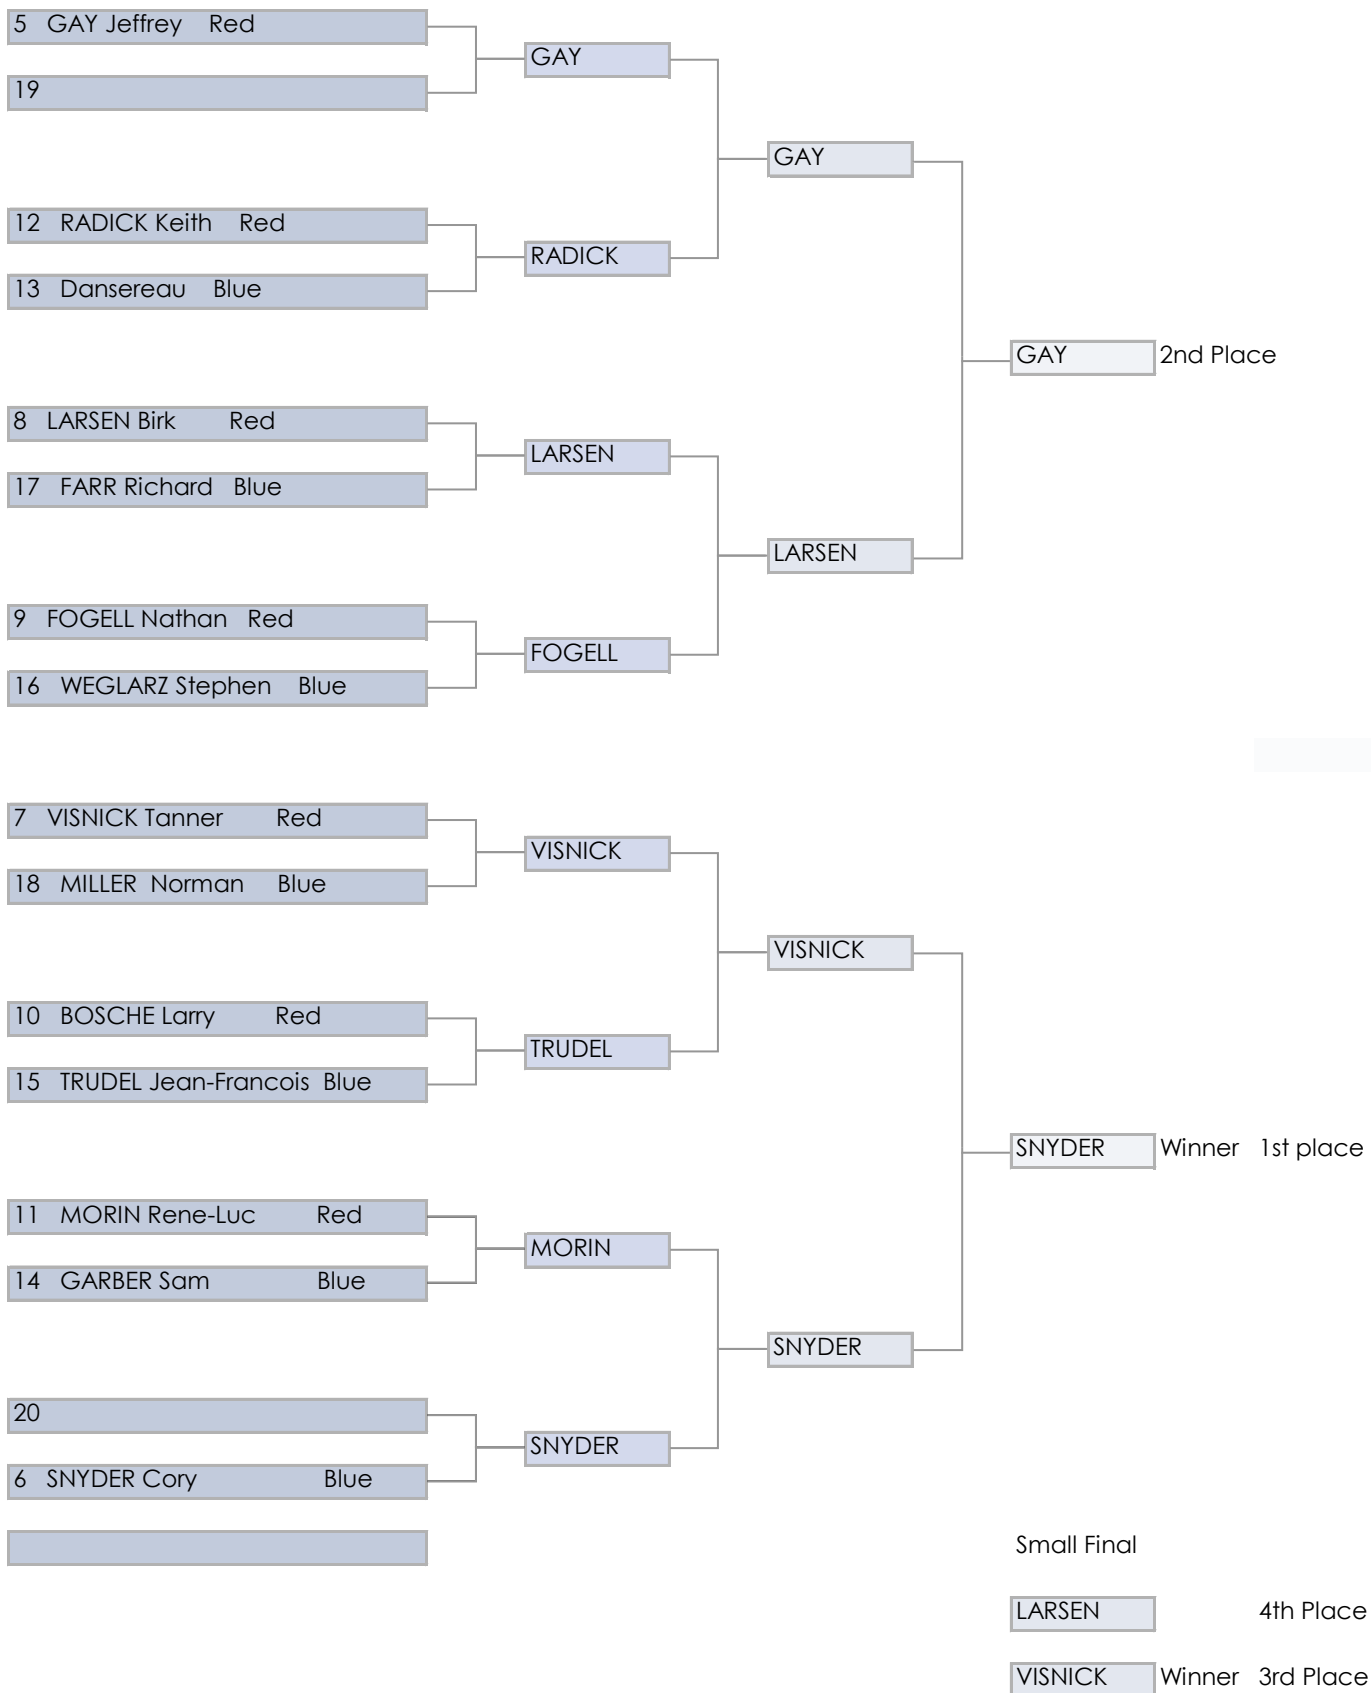 5 GAY Jeffrey Red
GAY
19
GAY
12 RADICK Keith Red
RADICK
13 Dansereau Blue
GAY 2nd Place
8 LARSEN Birk Red
LARSEN
17 FARR Richard Blue
LARSEN
9 FOGELL Nathan Red
FOGELL
16 WEGLARZ Stephen Blue
7 VISNICK Tanner Red
VISNICK
18 MILLER Norman Blue
VISNICK
10 BOSCHE Larry Red
TRUDEL
15 TRUDEL Jean-Francois Blue
SNYDER Winner 1st place
11 MORIN Rene-Luc Red
MORIN
14 GARBER Sam Blue
SNYDER
20
SNYDER
6 SNYDER Cory Blue
Small Final
LARSEN 4th Place
VISNICK Winner 3rd Place